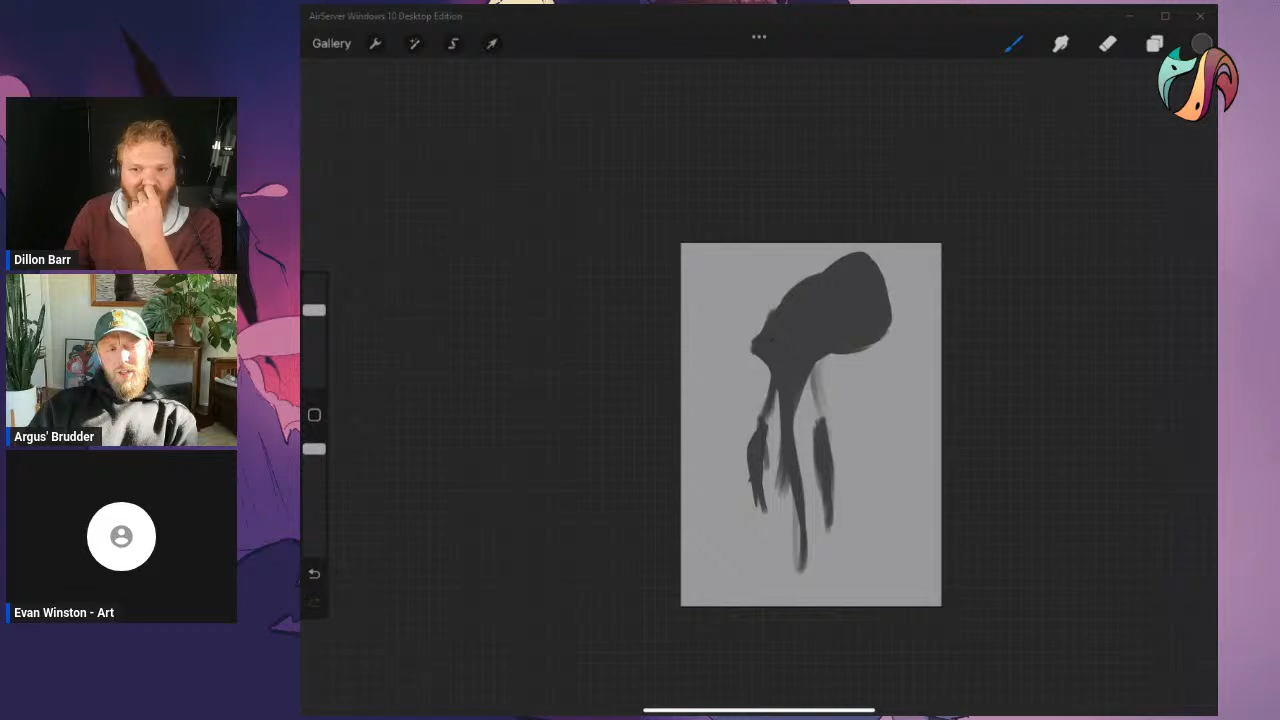 AirServer Windows 10 Desktop Edition
Gallery
Dillon Barr
Argus' Brudder
Evan Winston - Art